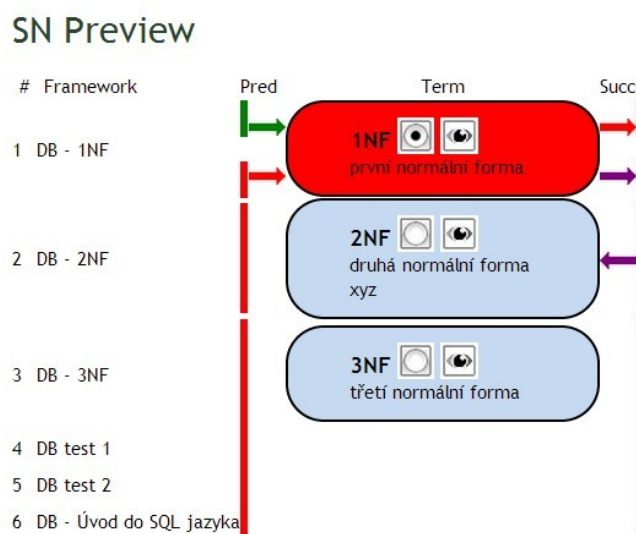 SN Preview
# Framework Pred Term Succ
1 DB - 1NF 1NF
první normální forma
2 DB - 2NF 2NF
druhá normální forma
xyz
3 DB - 3NF 3NF
třetí normální forma
4 DB test 1
5 DB test 2
6 DB - Úvod do SQL jazyka